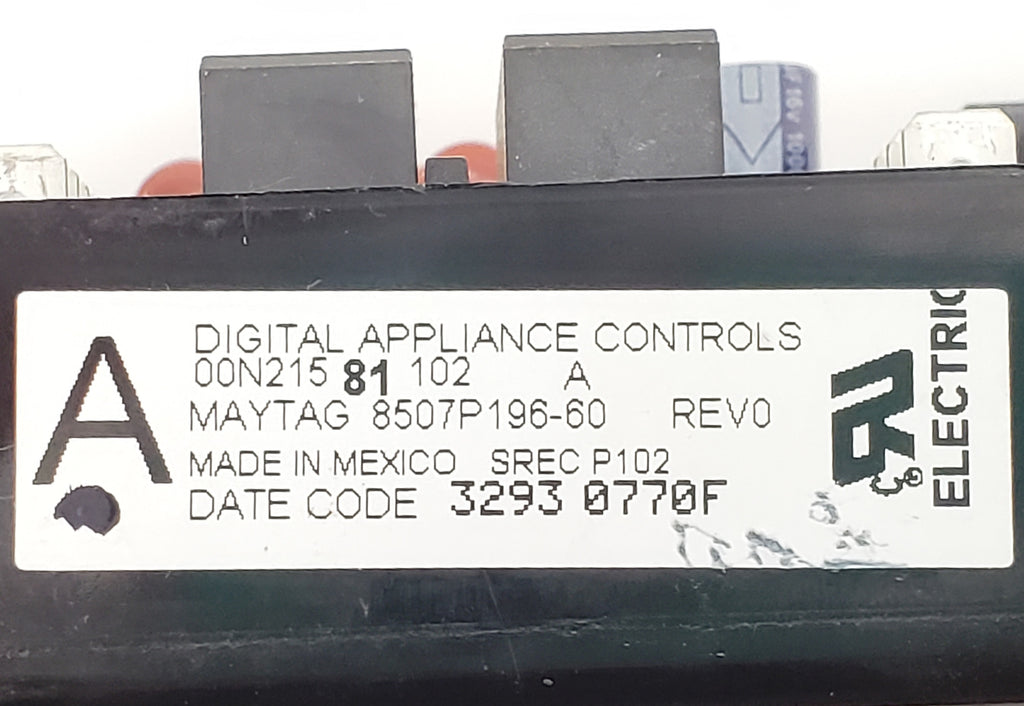 A
DIGITAL APPLIANCE CONTROLS
00N215 81 102 A
MAYTAG 8507P196-60 REV0
MADE IN MEXICO SREC P102
DATE CODE 3293 0770F
ELECTRIC
16V